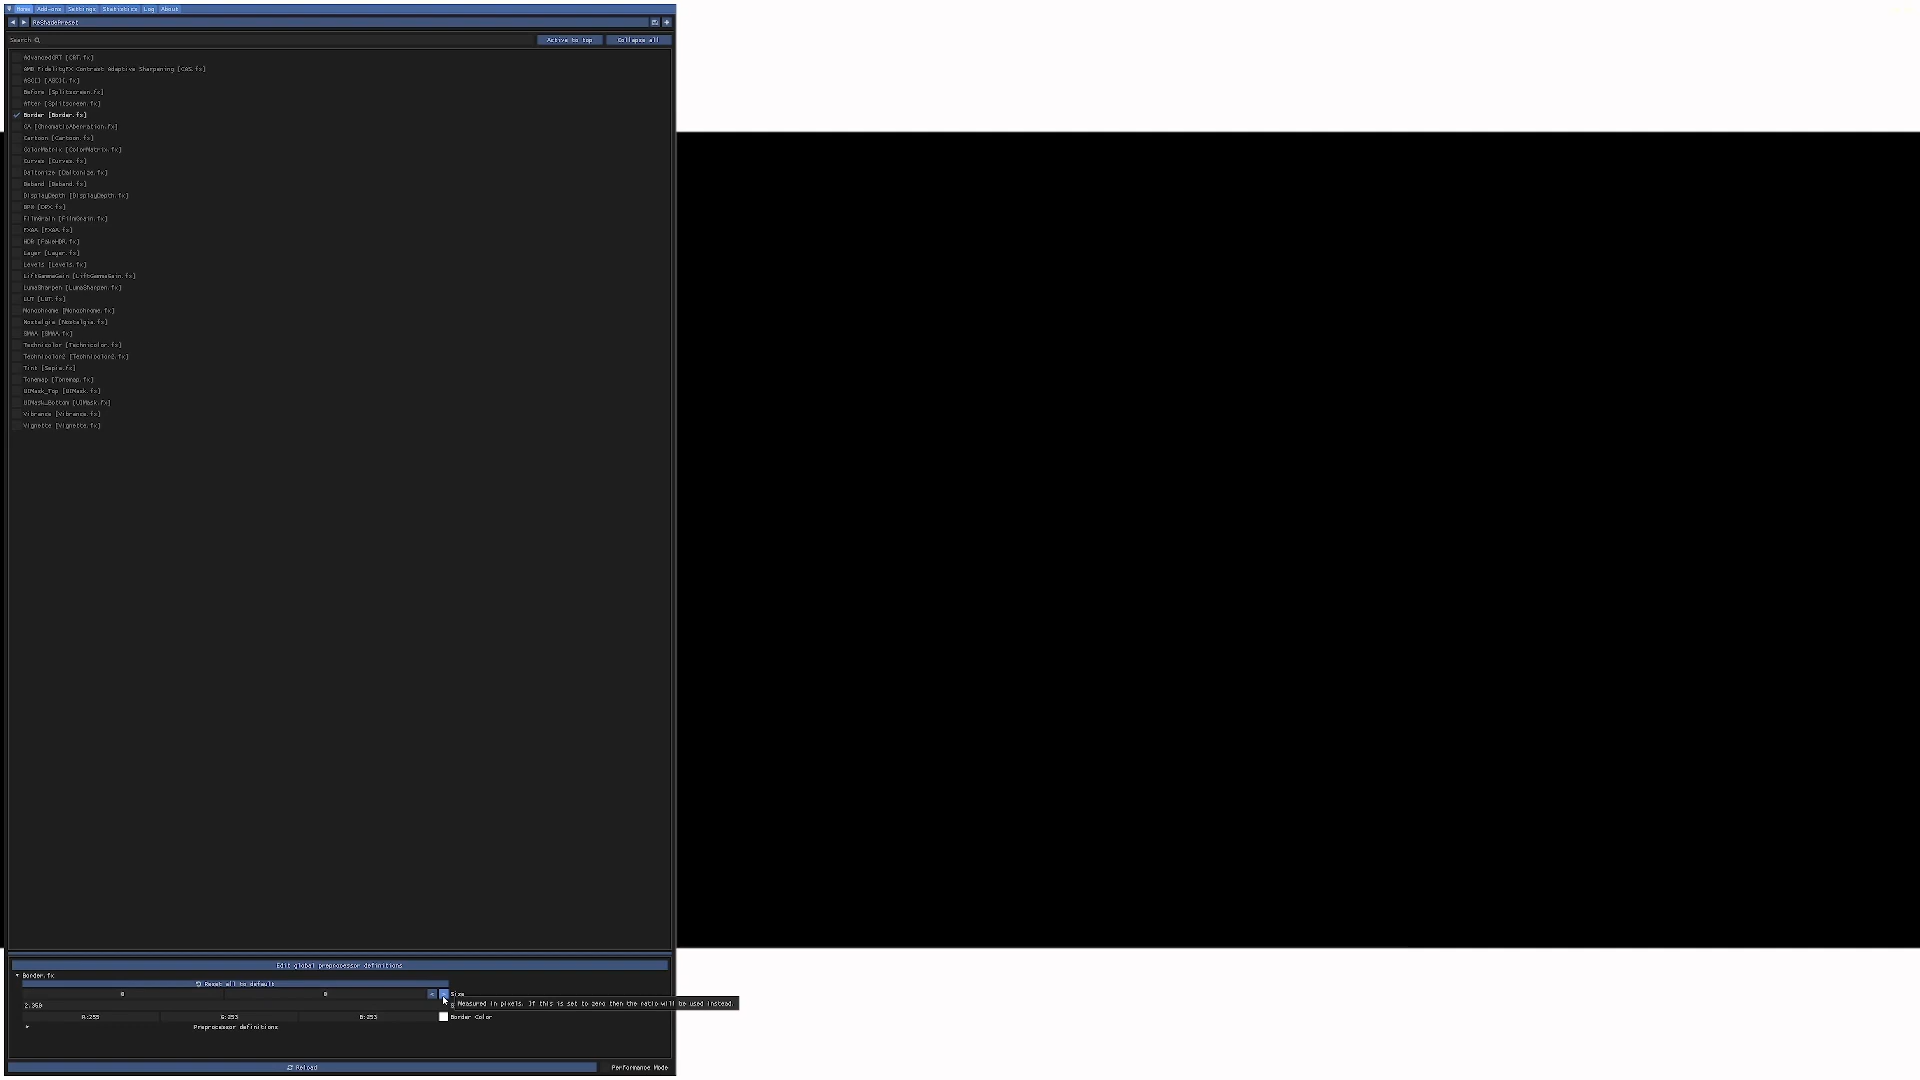 Home Add-ons Settings Statistics Log About
ReShadePreset
Search
Active to top Collapse all
AdvancedCRT [CRT.fx]
AMD FidelityFX Contrast Adaptive Sharpening [CAS.fx]
ASCII [ASCII.fx]
Before [Splitscreen.fx]
After [Splitscreen.fx]
Border [Border.fx]
CA [ChromaticAberration.fx]
Cartoon [Cartoon.fx]
ColorMatrix [ColorMatrix.fx]
Curves [Curves.fx]
Daltonize [Daltonize.fx]
Deband [Deband.fx]
DisplayDepth [DisplayDepth.fx]
DPX [DPX.fx]
FilmGrain [FilmGrain.fx]
FXAA [FXAA.fx]
HDR [FakeHDR.fx]
Layer [Layer.fx]
Levels [Levels.fx]
LiftGammaGain [LiftGammaGain.fx]
LumaSharpen [LumaSharpen.fx]
LUT [LUT.fx]
Monochrome [Monochrome.fx]
Nostalgia [Nostalgia.fx]
SMAA [SMAA.fx]
Technicolor [Technicolor.fx]
Technicolor2 [Technicolor2.fx]
Tint [Sepia.fx]
Tonemap [Tonemap.fx]
UIMask_Top [UIMask.fx]
UIMask_Bottom [UIMask.fx]
Vibrance [Vibrance.fx]
Vignette [Vignette.fx]
Edit global preprocessor definitions
Border.fx
Reset all to default
0 0 < > Size
2.350
Measured in pixels. If this is set to zero then the ratio will be used instead.
R:255 G:253 B:253 Border Color
Preprocessor definitions
Reload Performance Mode